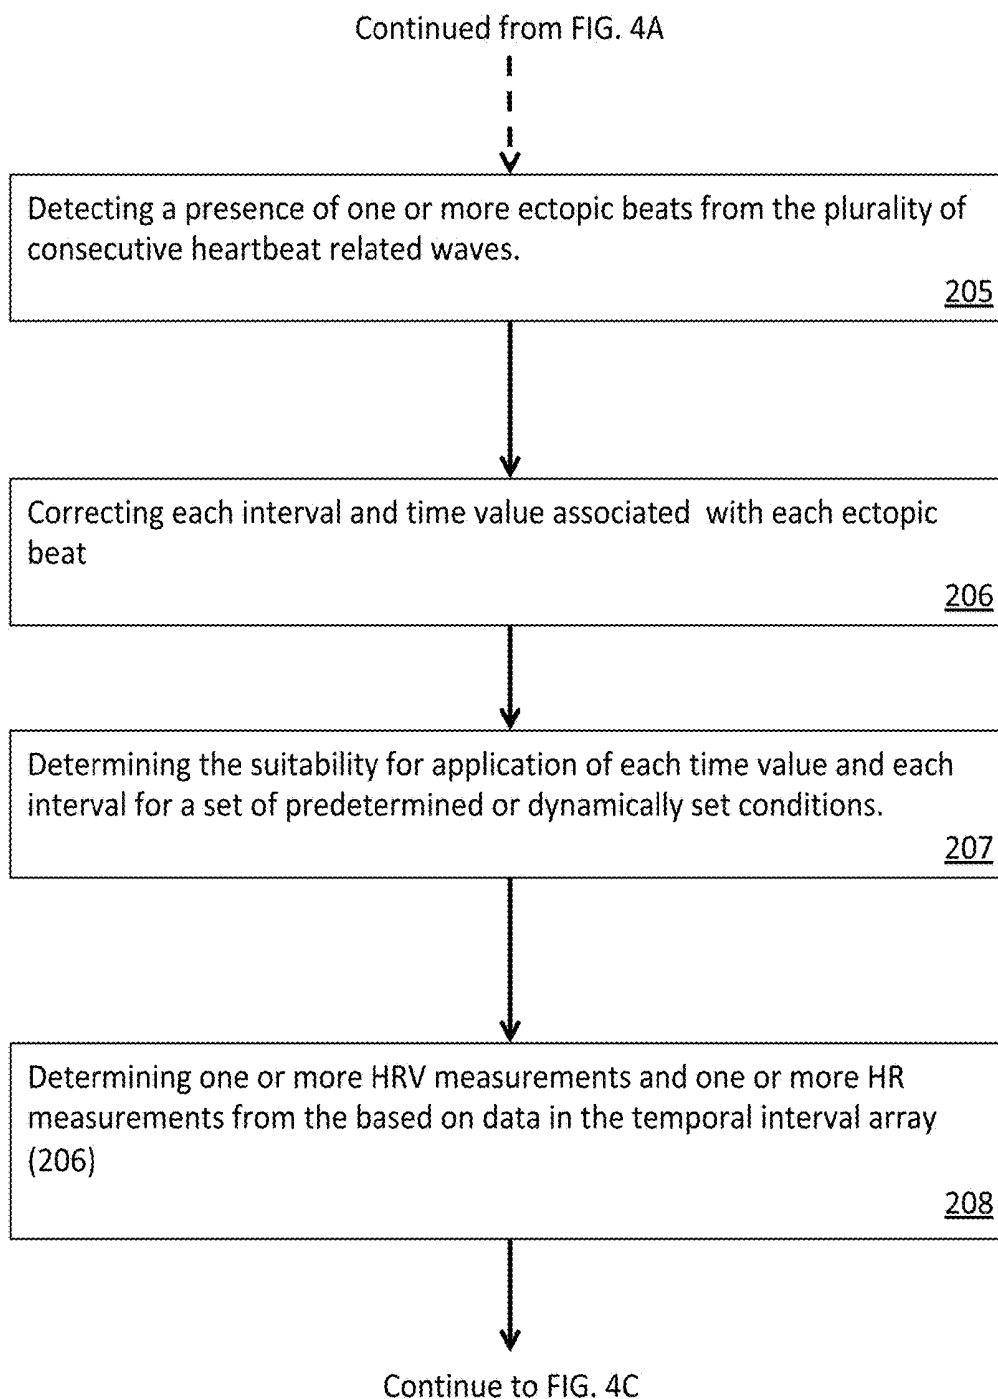 Continued from FIG. 4A
Detecting a presence of one or more ectopic beats from the plurality of
consecutive heartbeat related waves.
205
Correcting each interval and time value associated with each ectopic
beat
206
Determining the suitability for application of each time value and each
interval for a set of predetermined or dynamically set conditions.
207
Determining one or more HRV measurements and one or more HR
measurements from the based on data in the temporal interval array
(206)
208
Continue to FIG. 4C